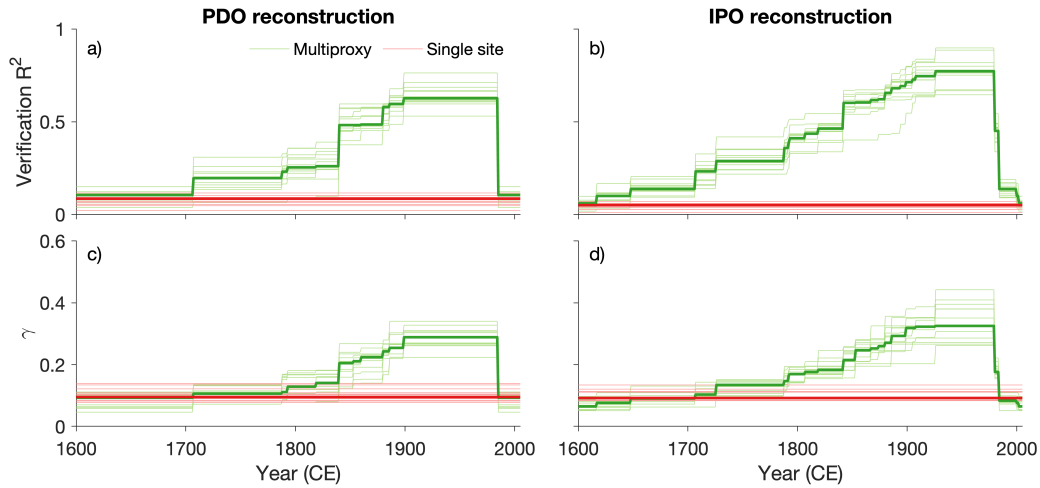 PDO reconstruction
IPO reconstruction
a)
Multiproxy
Single site
b)
Verification R²
1
0.5
0
c)
d)
γ
0.6
0.4
0.2
0
1600
1700
1800
1900
2000
1600
1700
1800
1900
2000
Year (CE)
Year (CE)